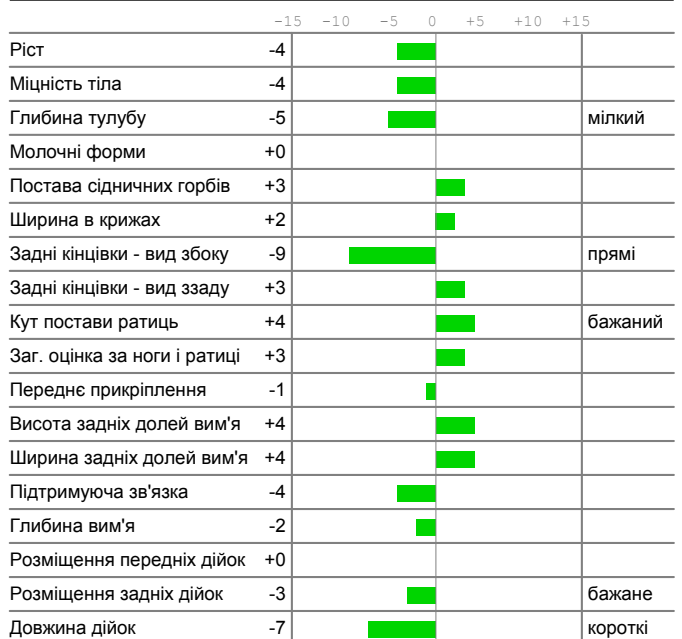 -15 -10 -5 0 +5 +10 +15
Ріст -4
Міцність тіла -4
Глибина тулубу -5 мілкий
Молочні форми +0
Постава сідничних горбів +3
Ширина в крижах +2
Задні кінцівки - вид збоку -9 прямі
Задні кінцівки - вид ззаду +3
Кут постави ратиць +4 бажаний
Заг. оцінка за ноги і ратиці +3
Переднє прикріплення -1
Висота задніх долей вим'я +4
Ширина задніх долей вим'я +4
Підтримуюча зв'язка -4
Глибина вим'я -2
Розміщення передніх дійок +0
Розміщення задніх дійок -3 бажане
Довжина дійок -7 короткі